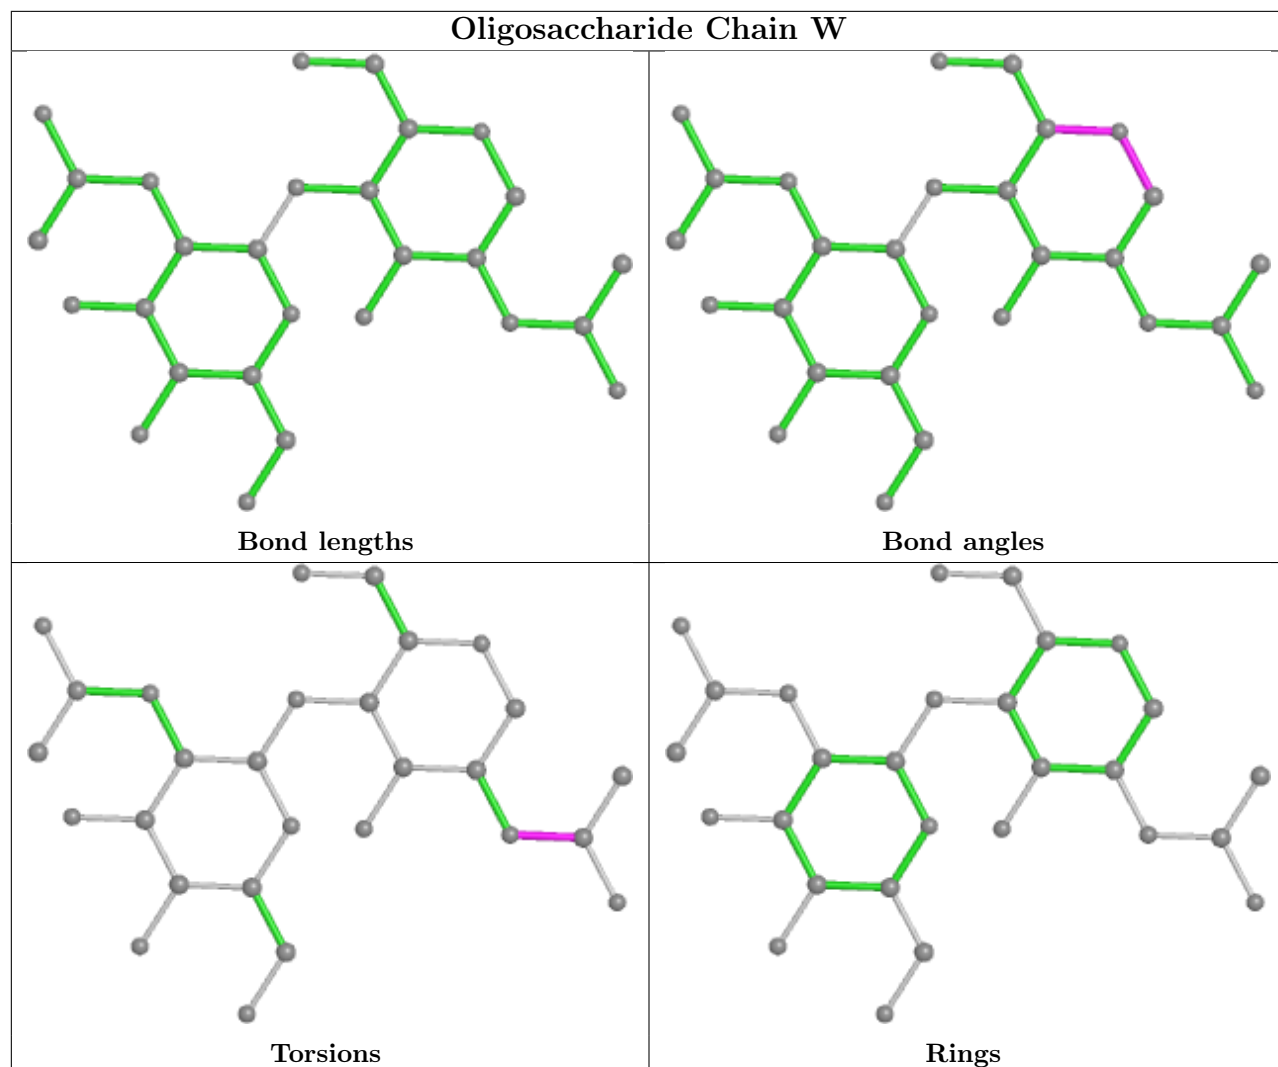 Oligosaccharide Chain W
Bond lengths
Bond angles
Torsions
Rings